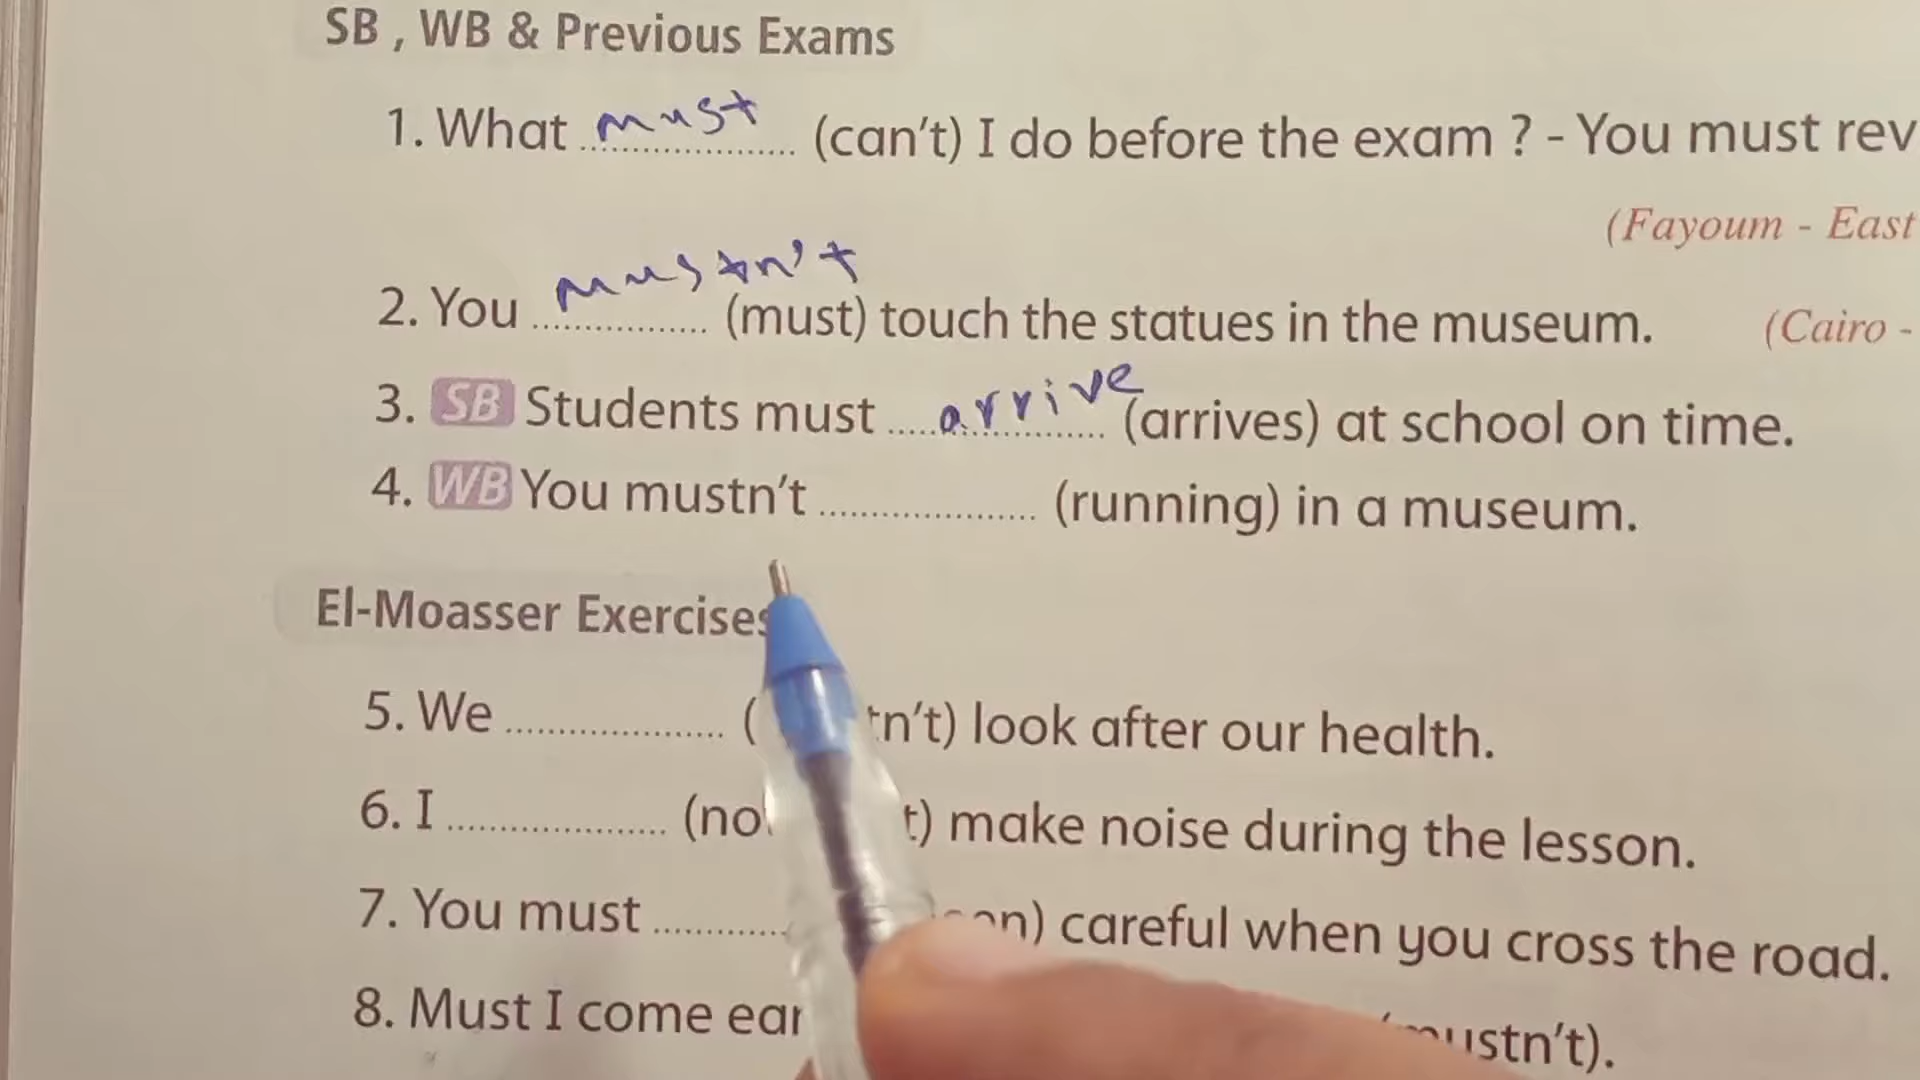 SB , WB & Previous Exams
1. What must (can't) I do before the exam ? - You must rev
(Fayoum - East
2. You mustn't (must) touch the statues in the museum. (Cairo -
3. SB Students must arrive (arrives) at school on time.
4. WB You mustn't .................... (running) in a museum.
El-Moasser Exercises
5. We .................... ( tn't) look after our health.
6. I .................... (no t) make noise during the lesson.
7. You must ............. careful when you cross the road.
8. Must I come ear ustn't).